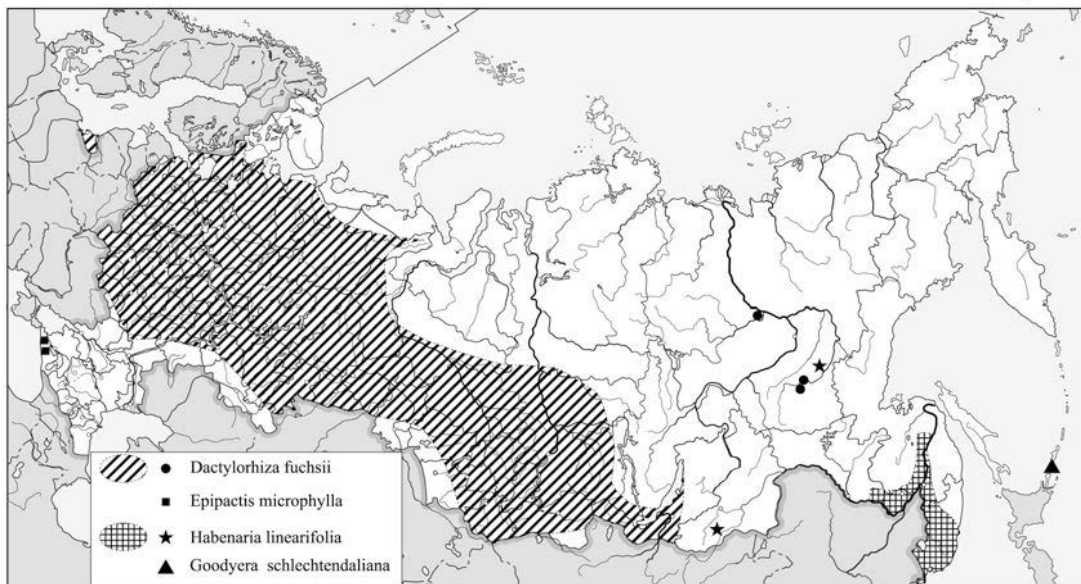 Dactylorhiza fuchsii
Epipactis microphylla
Habenaria linearifolia
Goodyera schlechtendaliana